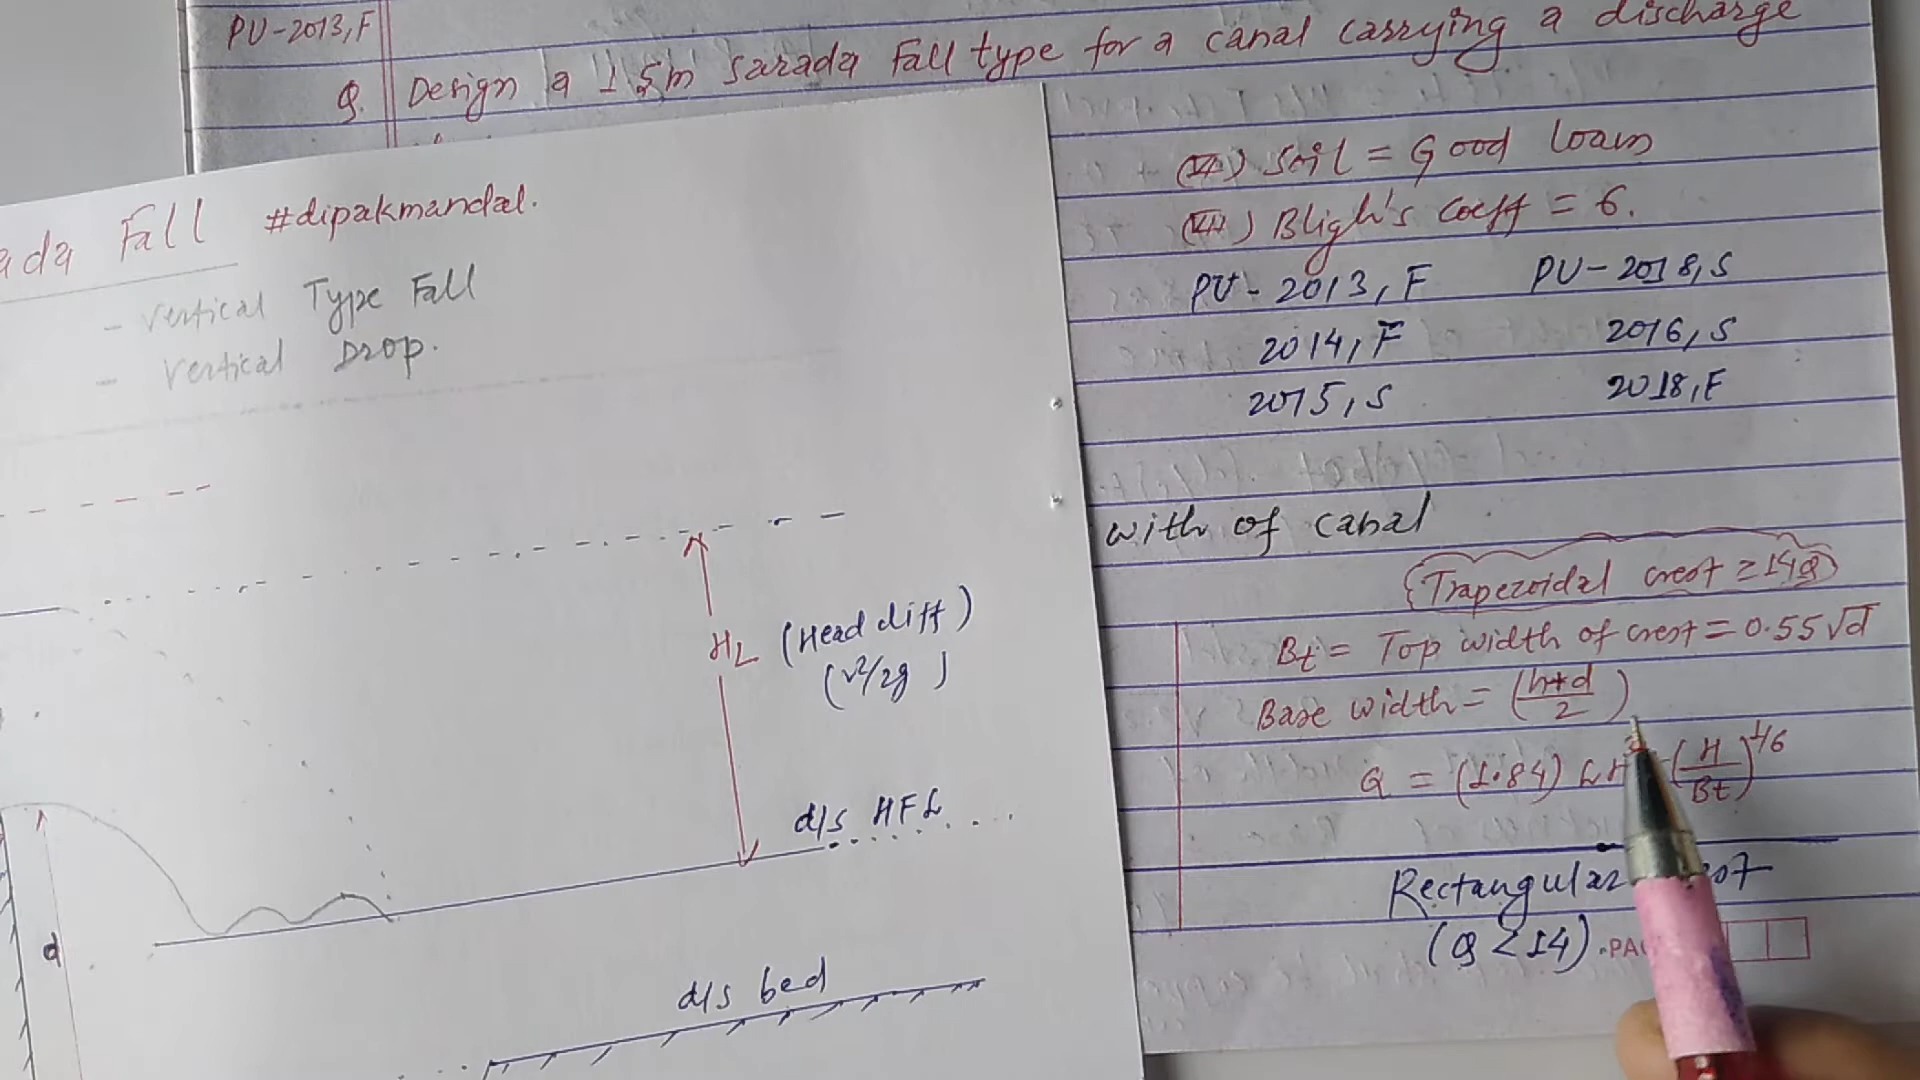 PU-2013,F
Q. Design a 1.5m Sarada Fall type for a canal carrying a discharge
ada Fall #dipakmandal.
- Vertical Type Fall
- Vertical Drop.
HL (Head diff)
(v²/2g)
d/s HFL
d
d/s bed
Soil = Good loam
Bligh's coeff = 6.
PU - 2013, F PU - 2018, S
2014, F 2016, S
2015, S 2018, F
with of canal
Trapezoidal crest ≥14Q
Bt = Top width of crest = 0.55√d
Base width = (h+d/2)
Q = (1.84) LH (H/Bt)^1/6
Rectangular
(Q < 14).